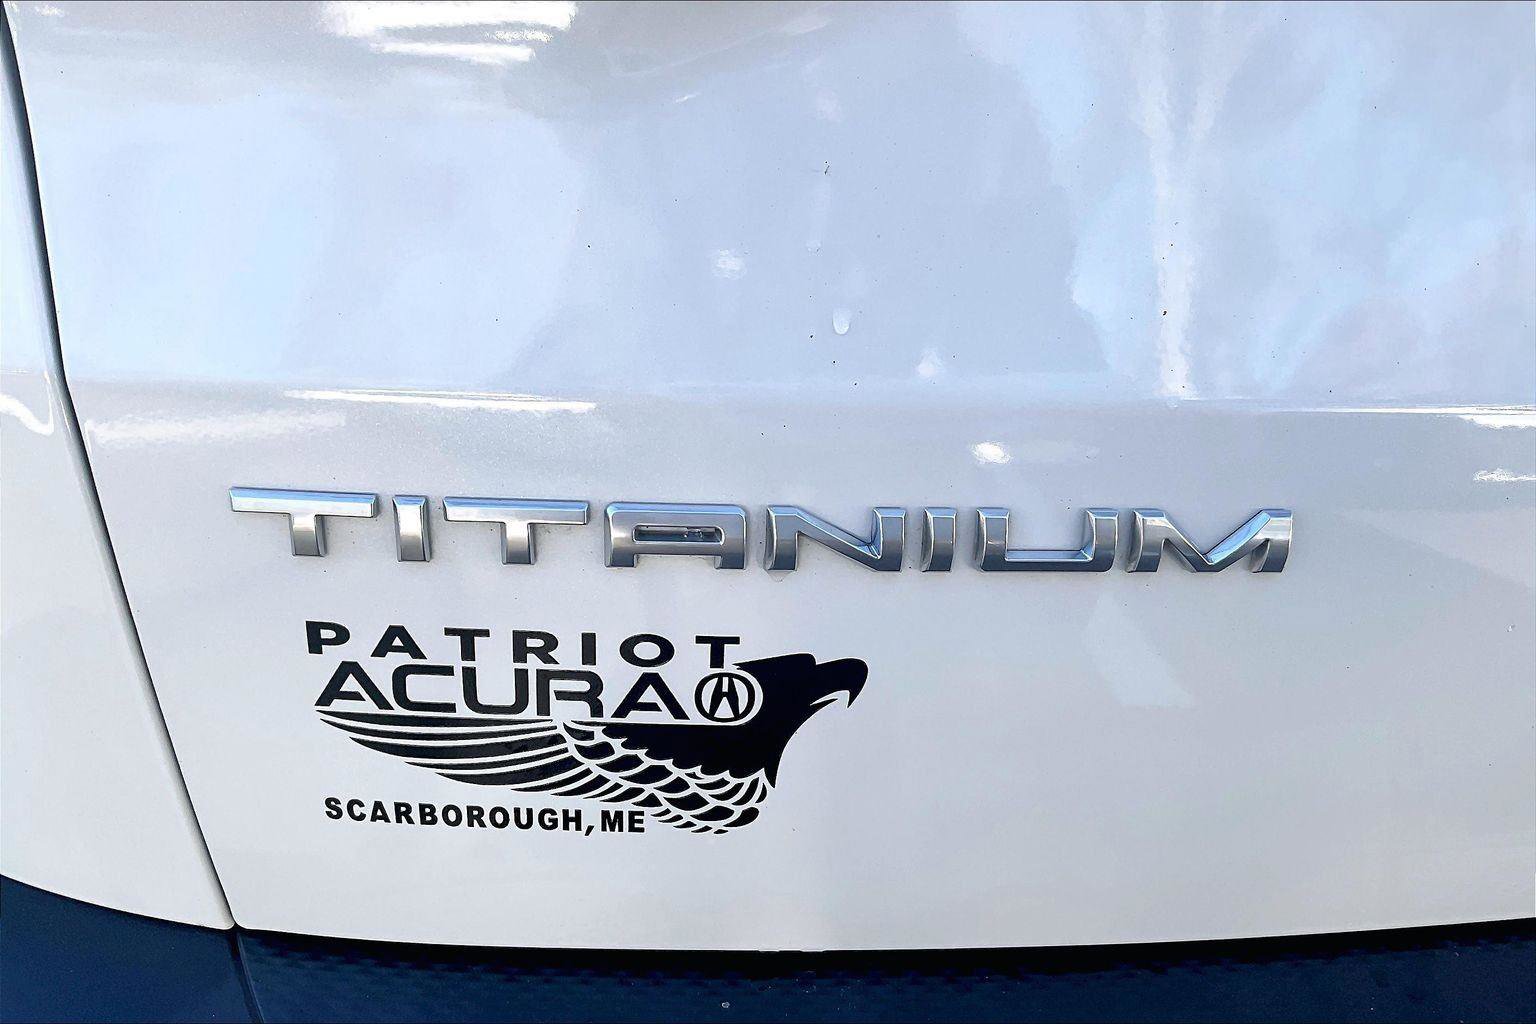 TITANIUM
PATRIOT
ACURA
SCARBOROUGH, ME